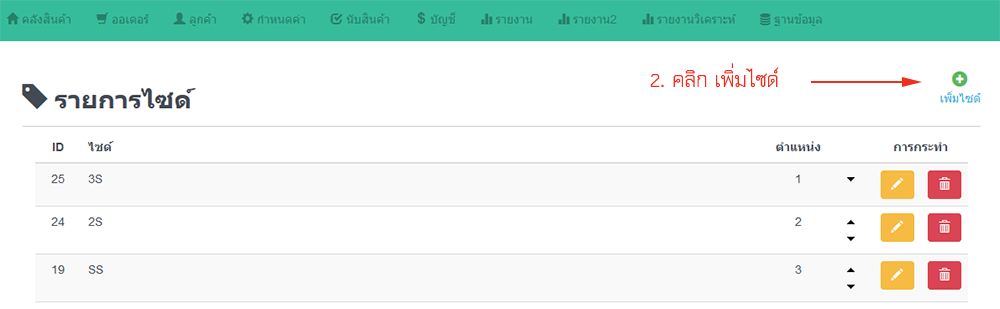 คลังสินค้า ออเดอร์ ลูกค้า กำหนดค่า นับสินค้า บัญชี รายงาน รายงาน2 รายงานวิเคราะห์ ฐานข้อมูล
2. คลิก เพิ่มไซด์
เพิ่มไซด์
รายการไซด์
ID ไซด์ ตำแหน่ง การกระทำ
25 3S 1
24 2S 2
19 SS 3